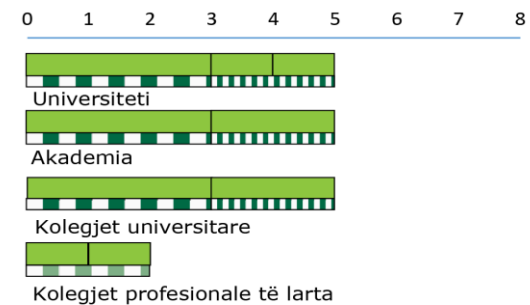 0 1 2 3 4 5 6 7 8
Universiteti
Akademia
Kolegjet universitare
Kolegjet profesionale të larta